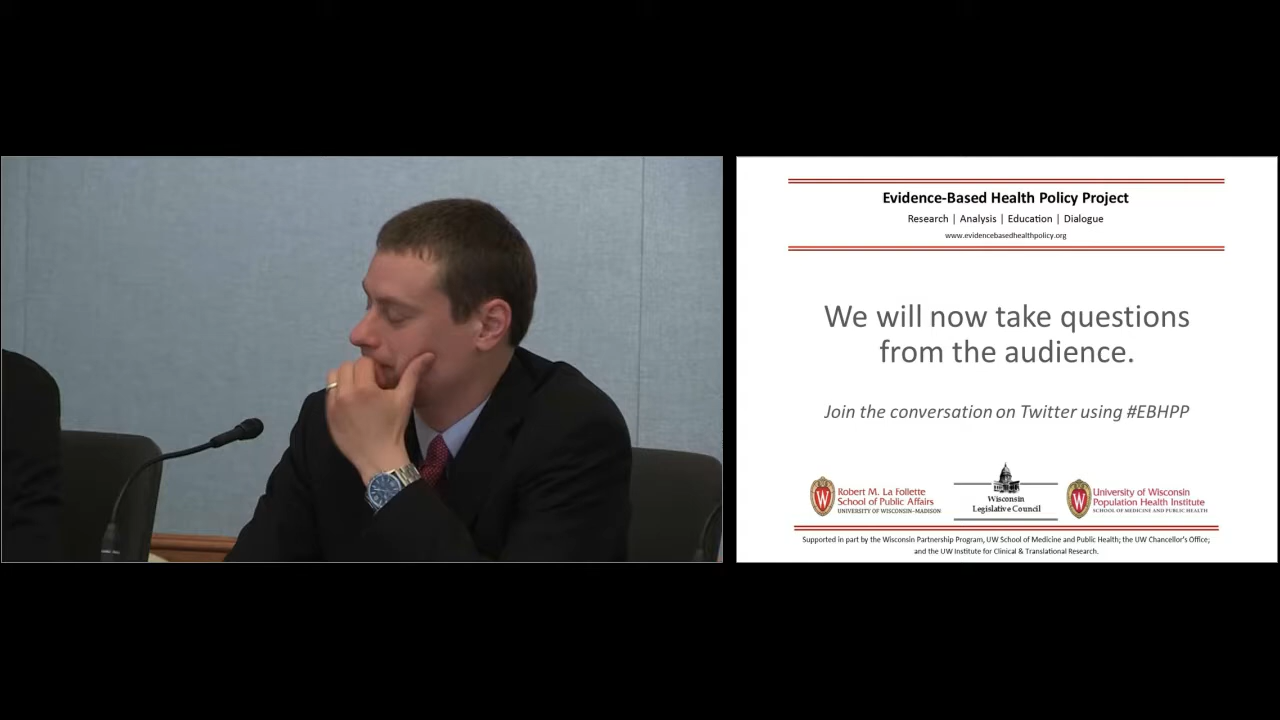 Evidence-Based Health Policy Project
Research | Analysis | Education | Dialogue
www.evidencebasedhealthpolicy.org
We will now take questions
from the audience.
Join the conversation on Twitter using #EBHPP
Robert M. La Follette
School of Public Affairs
UNIVERSITY OF WISCONSIN–MADISON
Wisconsin
Legislative Council
University of Wisconsin
Population Health Institute
SCHOOL OF MEDICINE AND PUBLIC HEALTH
Supported in part by the Wisconsin Partnership Program, UW School of Medicine and Public Health; the UW Chancellor's Office;
and the UW Institute for Clinical & Translational Research.